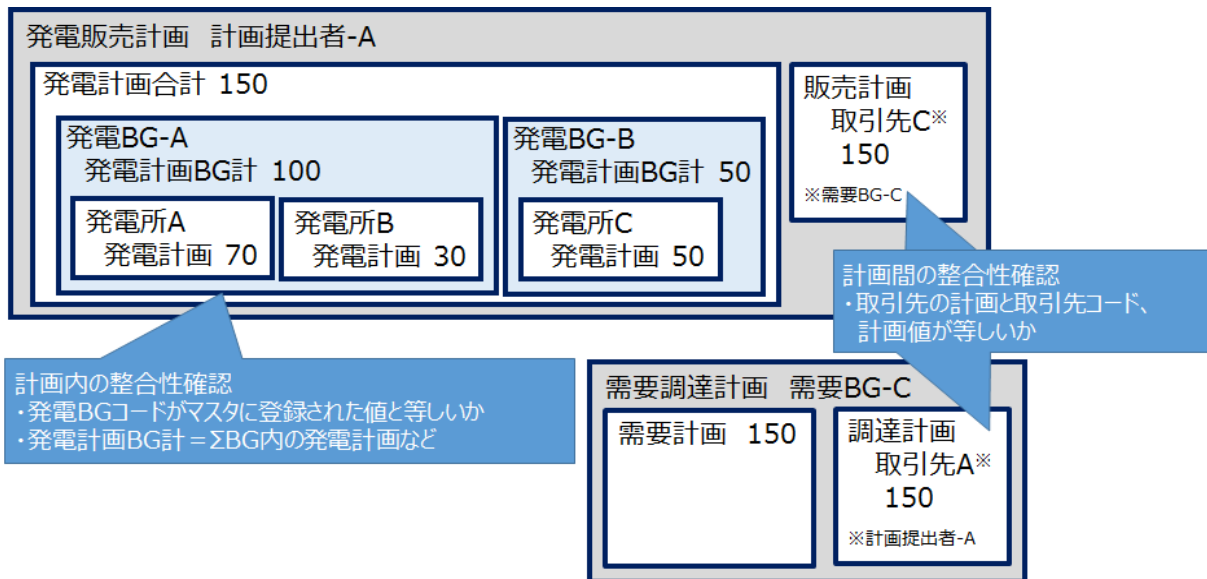 発電販売計画 計画提出者-A
発電計画合計 150
発電BG-A
発電計画BG計 100
発電所A
発電計画 70
発電所B
発電計画 30
発電BG-B
発電計画BG計 50
発電所C
発電計画 50
販売計画
取引先C※
150
※需要BG-C
計画間の整合性確認
・取引先の計画と取引先コード、
計画値が等しいか
計画内の整合性確認
・発電BGコードがマスタに登録された値と等しいか
・発電計画BG計=ΣBG内の発電計画など
需要調達計画 需要BG-C
需要計画 150
調達計画
取引先A※
150
※計画提出者-A